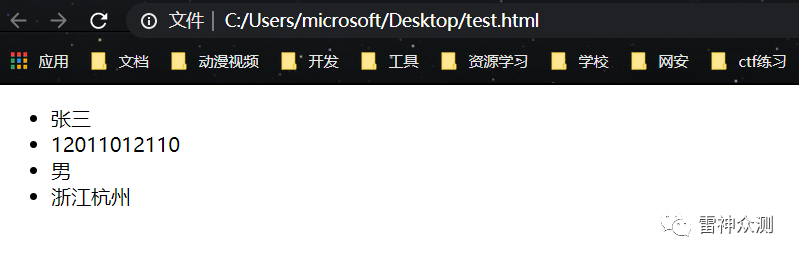 文件 | C:/Users/microsoft/Desktop/test.html
应用 文档 动漫视频 开发 工具 资源学习 学校 网安 ctf练习
• 张三
• 12011012110
• 男
• 浙江杭州
雷神众测